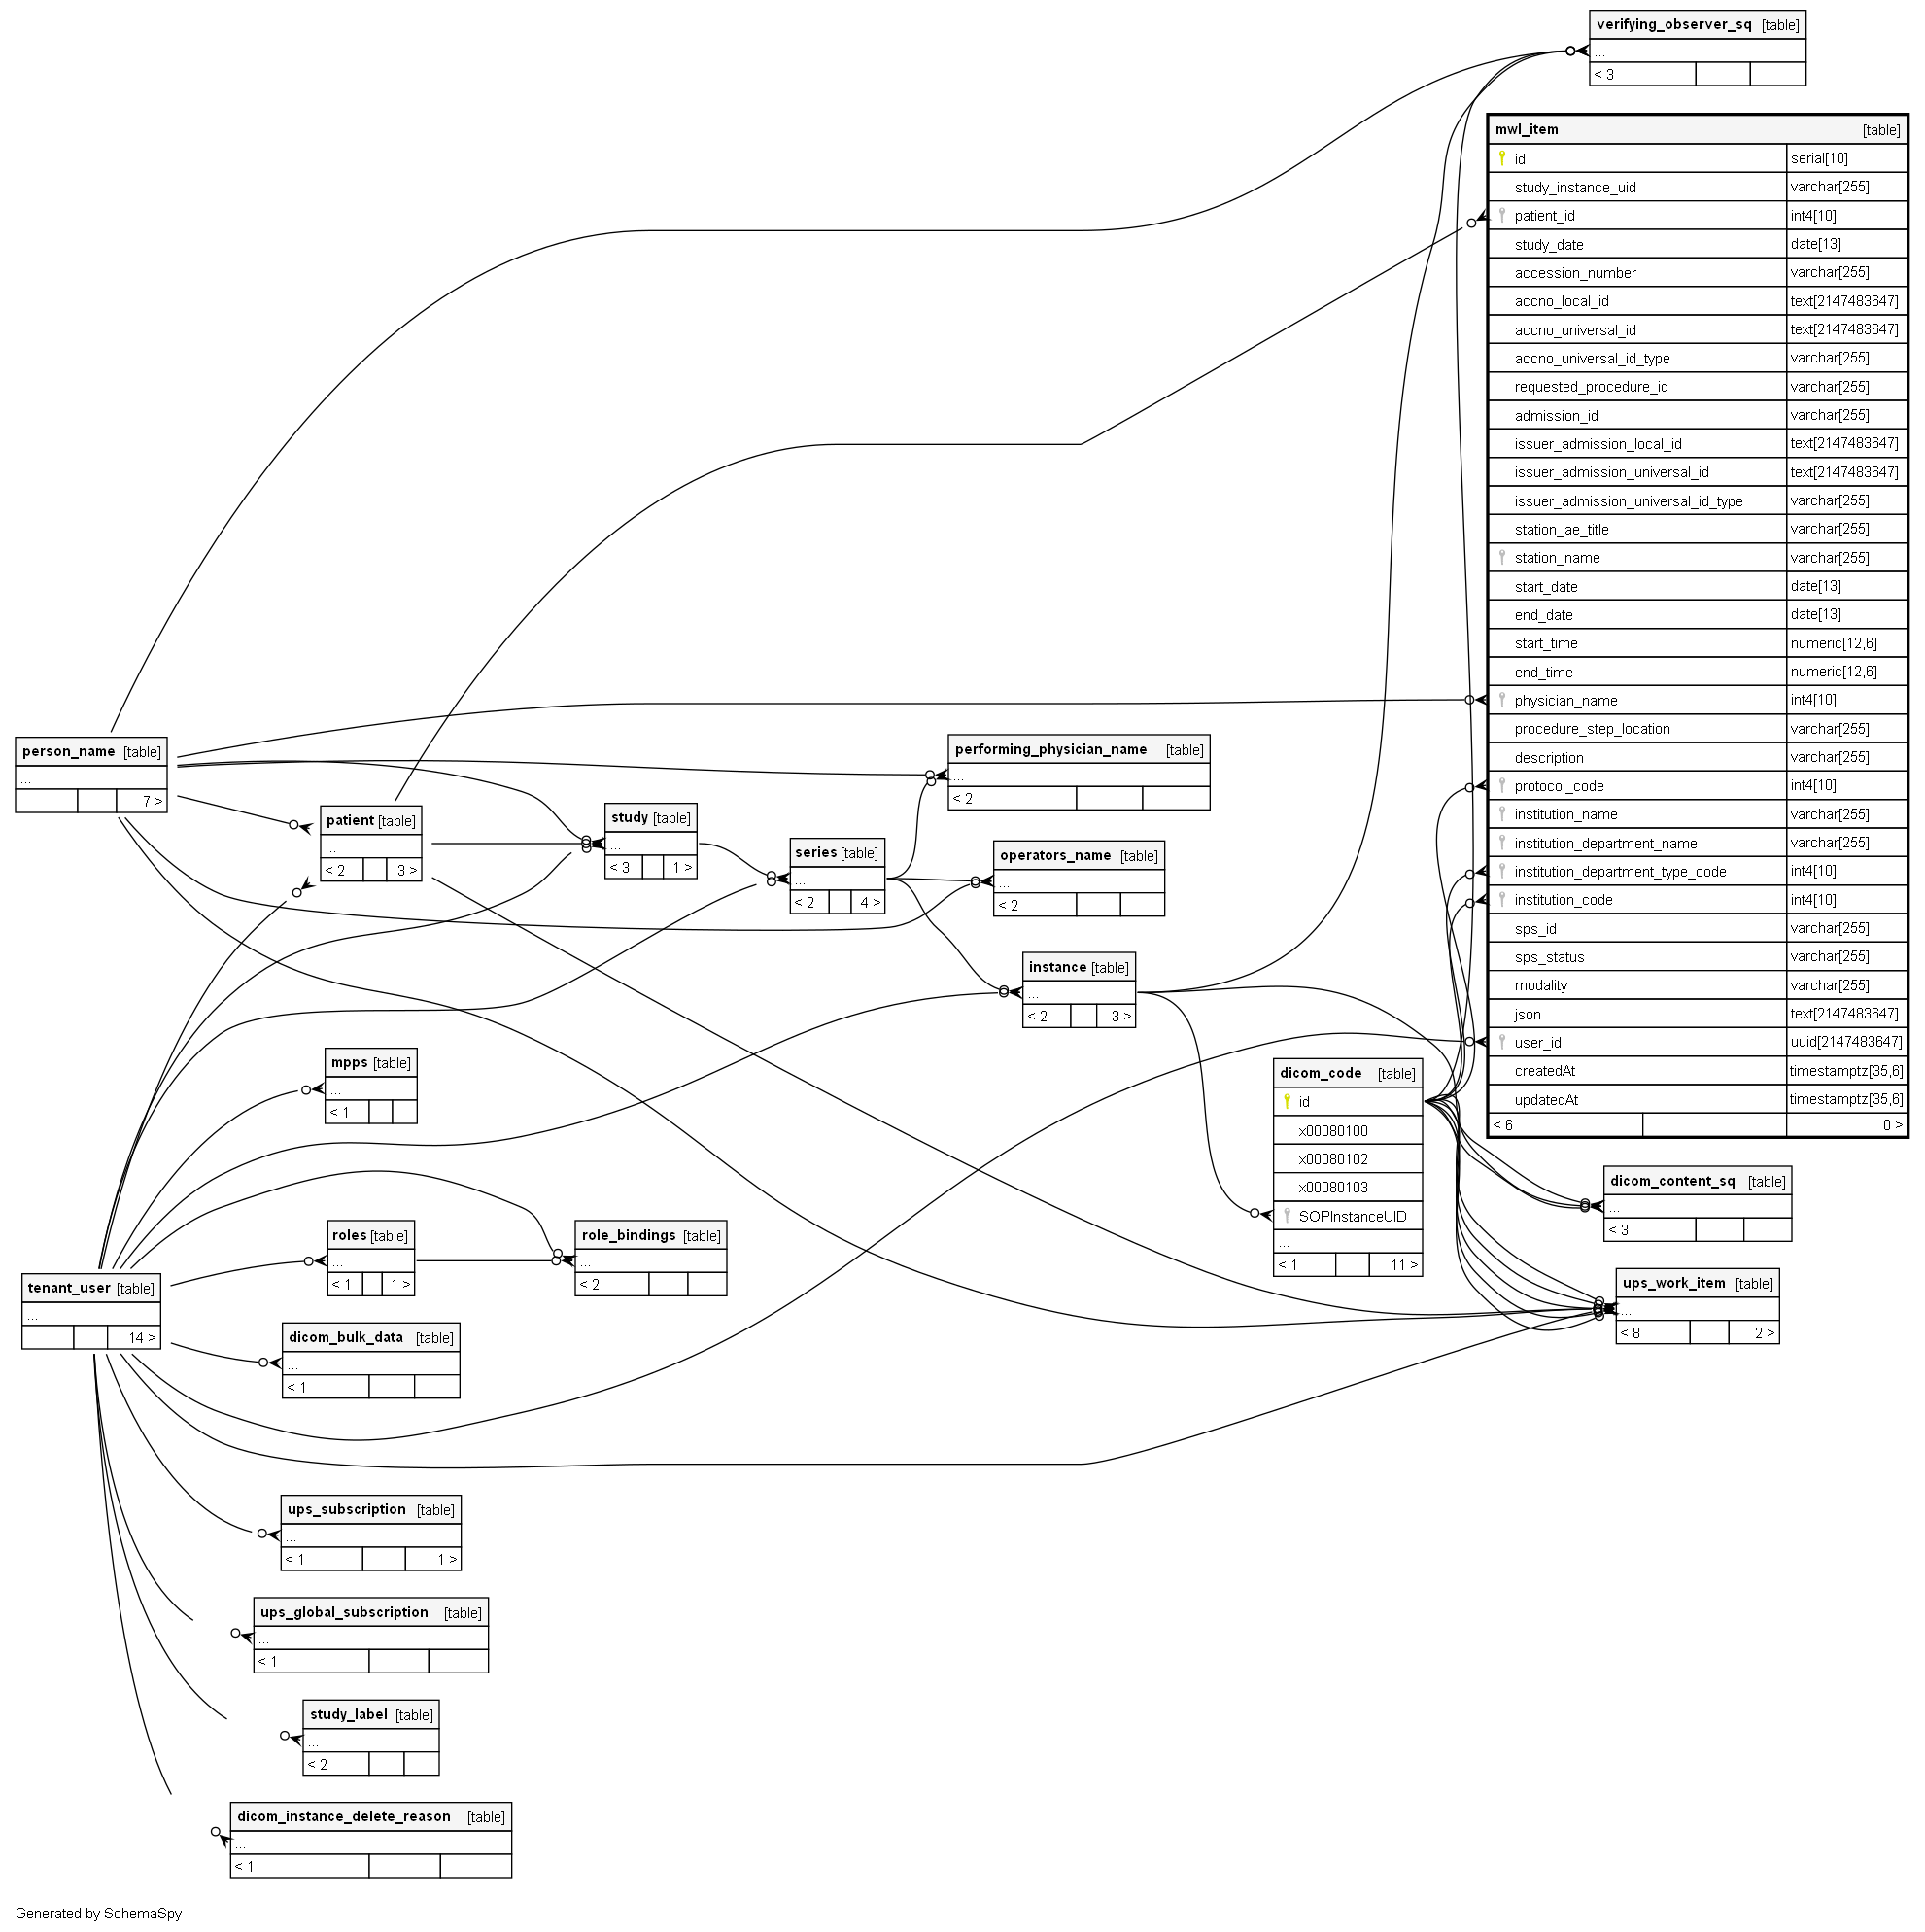 verifying_observer_sq [table]
...
< 3
mwl_item [table]
id serial[10]
study_instance_uid varchar[255]
patient_id int4[10]
study_date date[13]
accession_number varchar[255]
accno_local_id text[2147483647]
accno_universal_id text[2147483647]
accno_universal_id_type varchar[255]
requested_procedure_id varchar[255]
admission_id varchar[255]
issuer_admission_local_id text[2147483647]
issuer_admission_universal_id text[2147483647]
issuer_admission_universal_id_type varchar[255]
station_ae_title varchar[255]
station_name varchar[255]
start_date date[13]
end_date date[13]
start_time numeric[12,6]
end_time numeric[12,6]
physician_name int4[10]
procedure_step_location varchar[255]
description varchar[255]
protocol_code int4[10]
institution_name varchar[255]
institution_department_name varchar[255]
institution_department_type_code int4[10]
institution_code int4[10]
sps_id varchar[255]
sps_status varchar[255]
modality varchar[255]
json text[2147483647]
user_id uuid[2147483647]
createdAt timestamptz[35,6]
updatedAt timestamptz[35,6]
< 6 0 >
person_name [table]
...
7 >
patient [table]
...
< 2 3 >
study [table]
...
< 3 1 >
series [table]
...
< 2 4 >
performing_physician_name [table]
...
< 2
operators_name [table]
...
< 2
instance [table]
...
< 2 3 >
mpps [table]
...
< 1
dicom_code [table]
id
x00080100
x00080102
x00080103
SOPInstanceUID
...
< 1 11 >
dicom_content_sq [table]
...
< 3
ups_work_item [table]
...
< 8 2 >
roles [table]
...
< 1 1 >
role_bindings [table]
...
< 2
tenant_user [table]
...
14 >
dicom_bulk_data [table]
...
< 1
ups_subscription [table]
...
< 1 1 >
ups_global_subscription [table]
...
< 1
study_label [table]
...
< 2
dicom_instance_delete_reason [table]
...
< 1
Generated by SchemaSpy